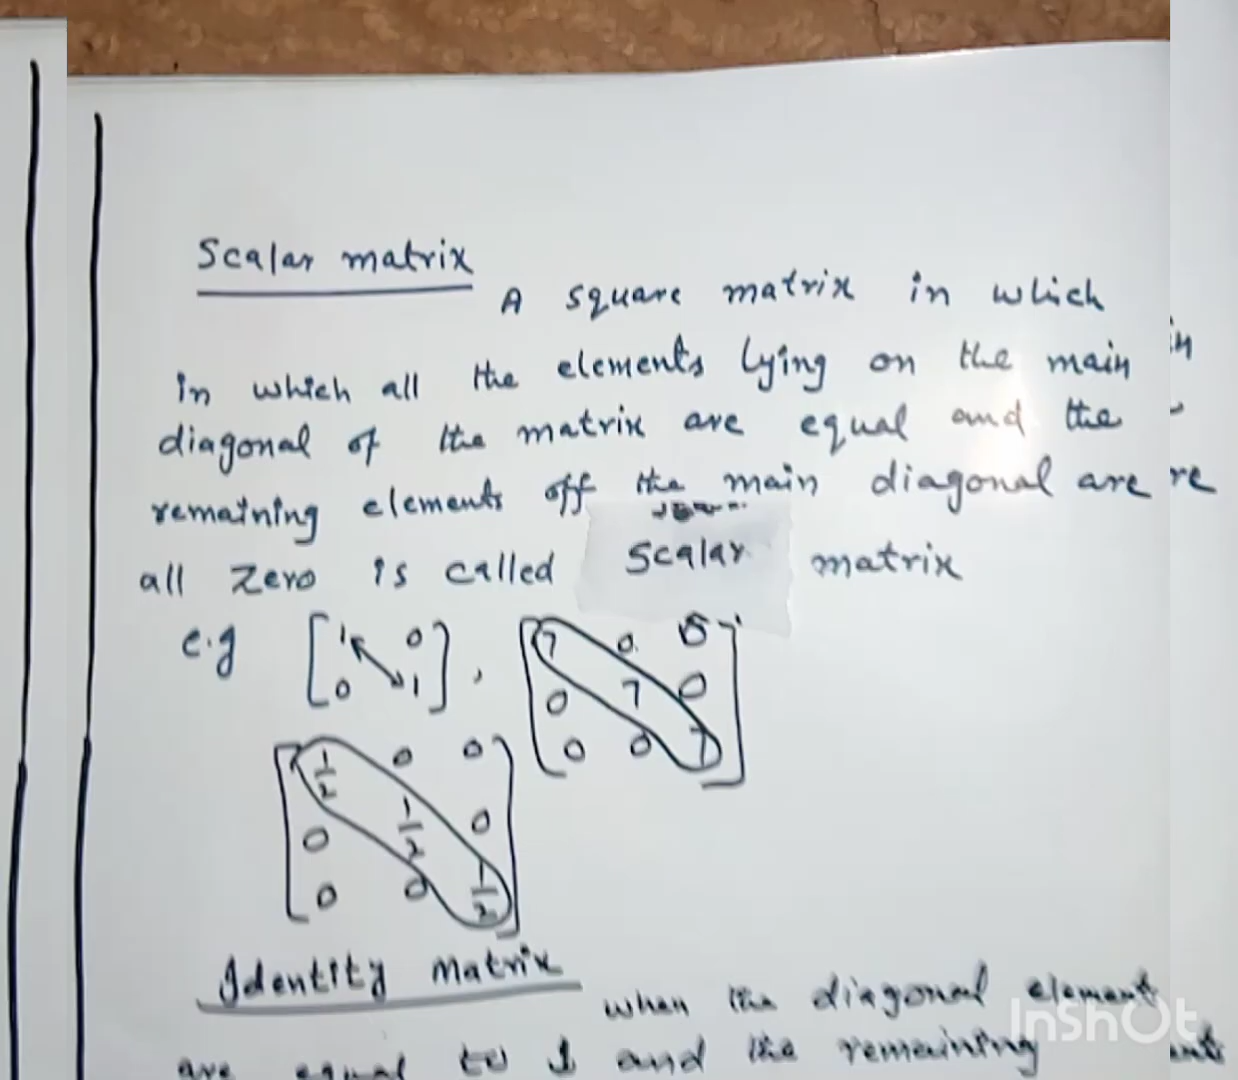 Scalar matrix
A square matrix in which
in which all the elements lying on the main
diagonal of the matrix are equal and the
remaining elements off the main diagonal are
all zero is called Scalar matrix
e.g [1 0
0 1], [7 0 0
0 7 0
0 0 7]
[1/2 0 0
0 1/2 0
0 0 1/2]
Identity Matrix
when the diagonal element
are equal to 1 and the remaining
in
re
InShOt